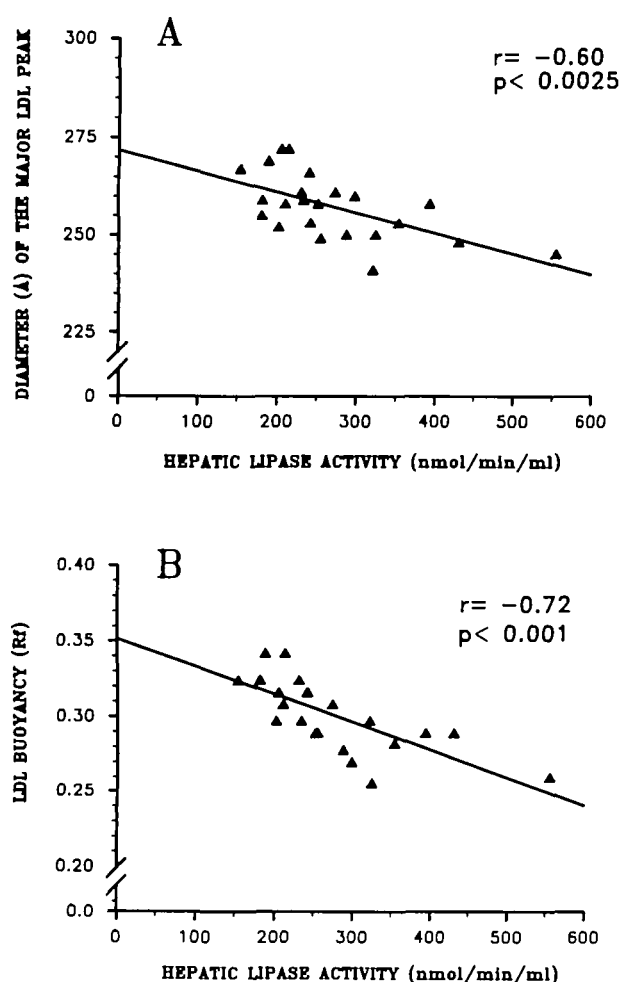 A
r= -0.60
p< 0.0025
300
275
250
225
0
DIAMETER (Å) OF THE MAJOR LDL PEAK
0 100 200 300 400 500 600
HEPATIC LIPASE ACTIVITY (nmol/min/ml)
B
r= -0.72
p< 0.001
0.40
0.35
0.30
0.25
0.20
0.0
LDL BUOYANCY (Rf)
0 100 200 300 400 500 600
HEPATIC LIPASE ACTIVITY (nmol/min/ml)